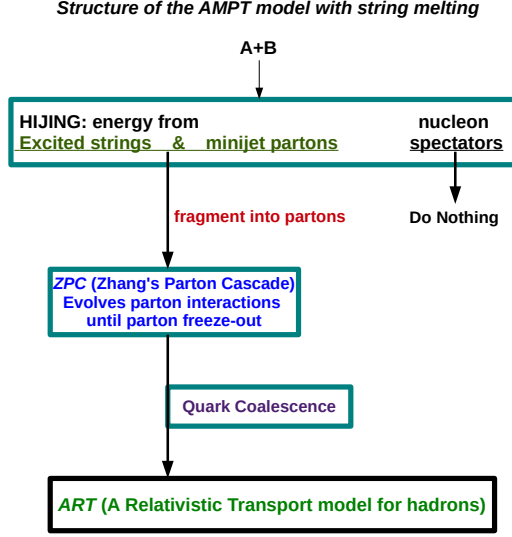 Structure of the AMPT model with string melting
A+B
HIJING: energy from nucleon
Excited strings & minijet partons spectators
fragment into partons
Do Nothing
ZPC (Zhang's Parton Cascade)
Evolves parton interactions
until parton freeze-out
Quark Coalescence
ART (A Relativistic Transport model for hadrons)